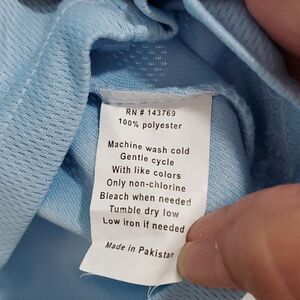 RN # 143769
100% polyester
Machine wash cold
Gentle cycle
With like colors
Only non-chlorine
Bleach when needed
Tumble dry low
Low iron if needed
Made in Pakistan